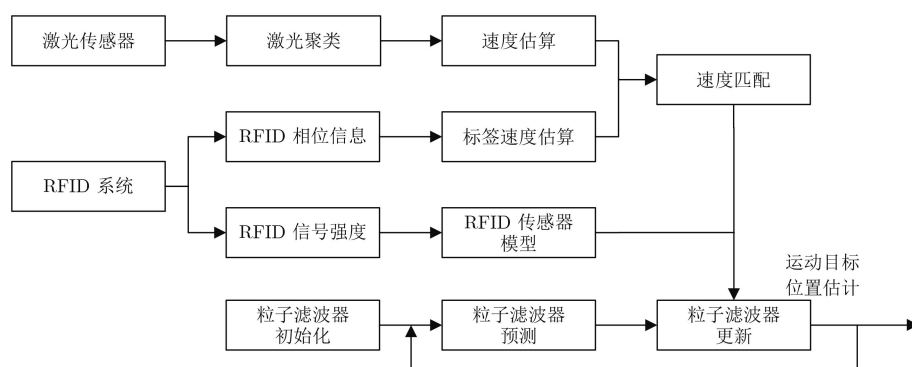 激光传感器
激光聚类
速度估算
速度匹配
RFID 相位信息
标签速度估算
RFID 系统
RFID 信号强度
RFID 传感器
模型
运动目标
位置估计
粒子滤波器
初始化
粒子滤波器
预测
粒子滤波器
更新